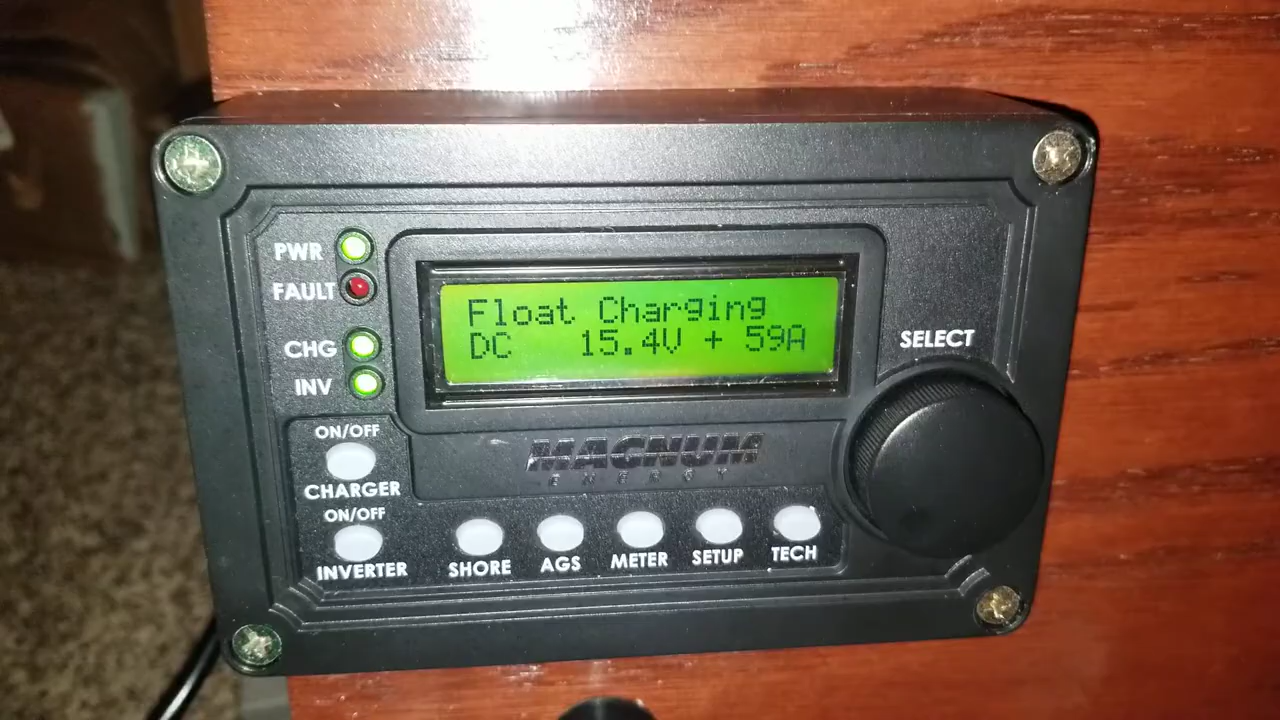 PWR
FAULT
CHG
INV
Float Charging
DC 15.4V + 59A
SELECT
MAGNUM
ENERGY
ON/OFF
CHARGER
ON/OFF
INVERTER
SHORE
AGS
METER
SETUP
TECH